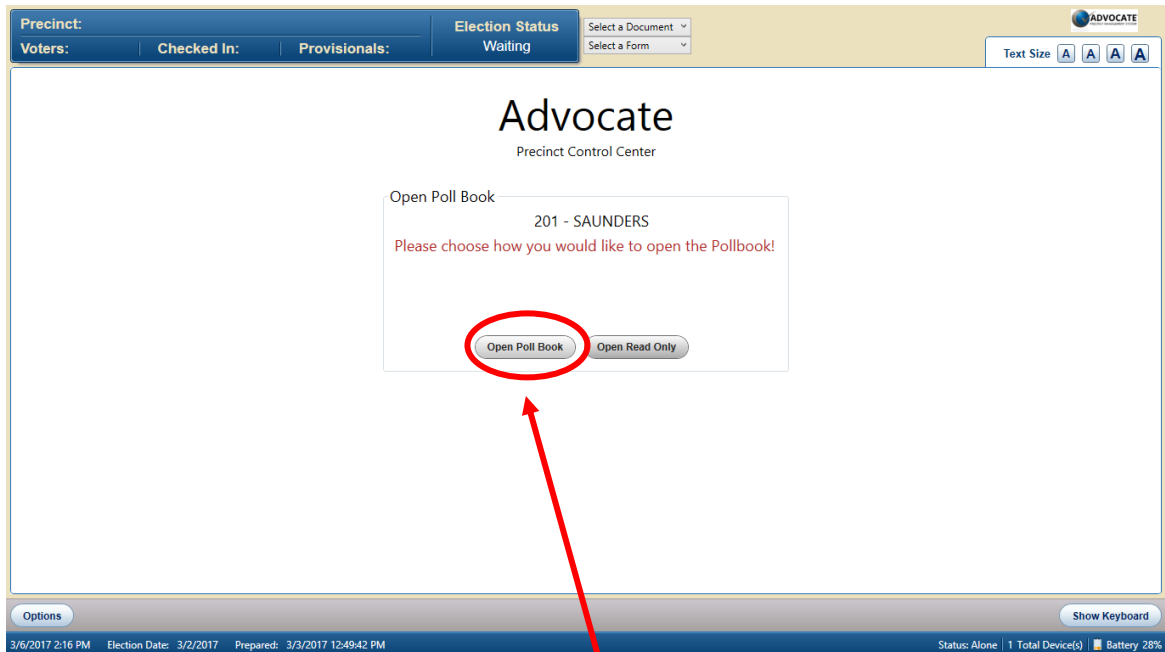 Precinct:
Voters: Checked In: Provisionals:
Election Status
Waiting
Select a Document
Select a Form
ADVOCATE
Text Size A A A A
Advocate
Precinct Control Center
Open Poll Book
201 - SAUNDERS
Please choose how you would like to open the Pollbook!
Open Poll Book Open Read Only
Options Show Keyboard
3/6/2017 2:16 PM Election Date: 3/2/2017 Prepared: 3/3/2017 12:49:42 PM Status: Alone 1 Total Device(s) Battery 28%